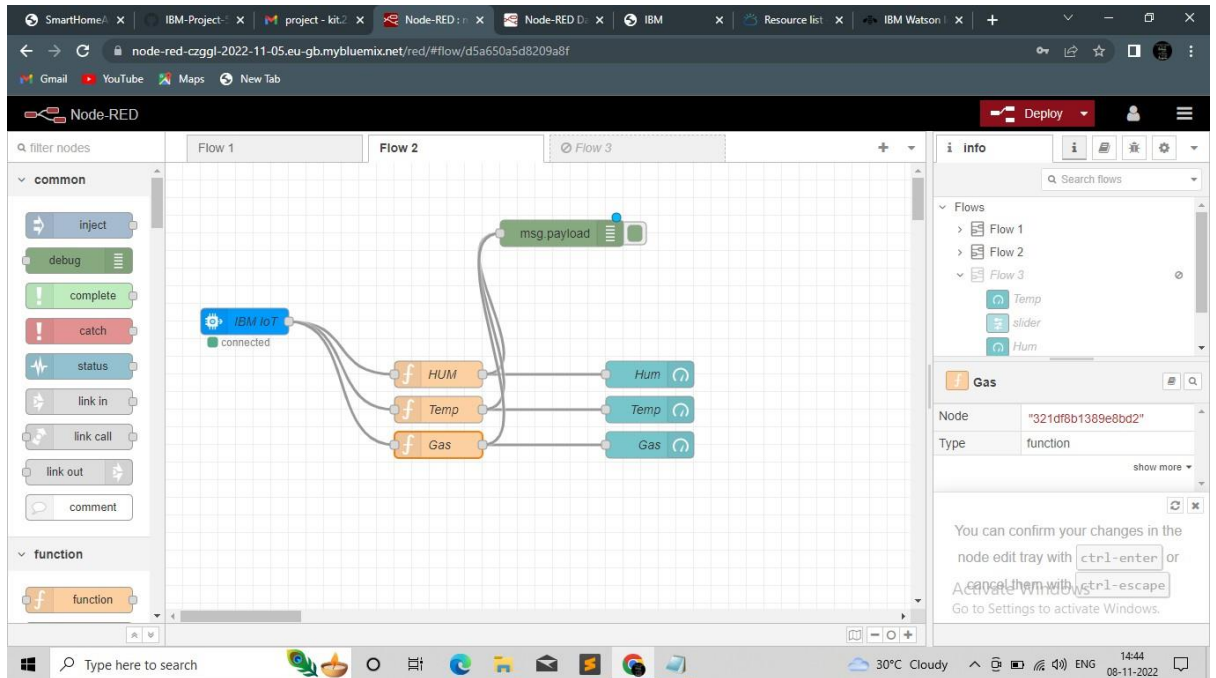 SmartHomeA
IBM-Project-
project - kit.2
Node-RED : n
Node-RED D
IBM
Resource list
IBM Watson
node-red-czggl-2022-11-05.eu-gb.mybluemix.net/red/#flow/d5a650a5d8209a8f
Gmail YouTube Maps New Tab
Node-RED
Deploy
filter nodes
Flow 1
Flow 2
Flow 3
info
common
Search flows
inject
debug
complete
catch
status
link in
link call
link out
comment
function
function
msg.payload
IBM IoT
connected
HUM
Temp
Gas
Hum
Temp
Gas
Flows
Flow 1
Flow 2
Flow 3
Temp
slider
Hum
Gas
Node "321df8b1389e8bd2"
Type function
show more
You can confirm your changes in the
node edit tray with ctrl-enter or
cancel them with ctrl-escape
Activate Windows
Go to Settings to activate Windows.
Type here to search
30°C Cloudy
ENG
14:44
08-11-2022